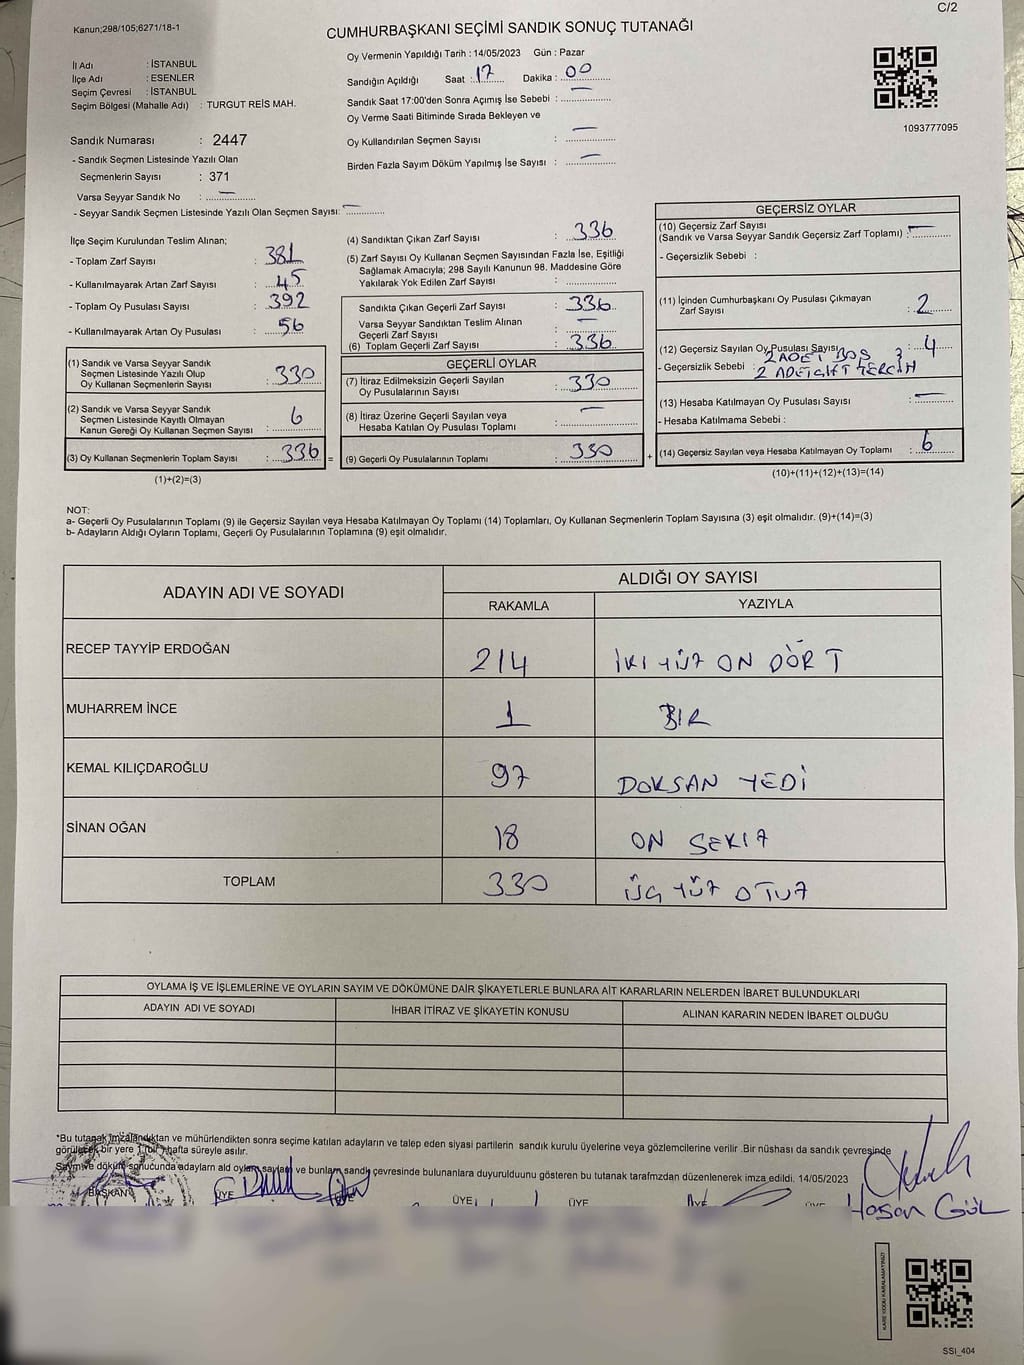 C/2
Kanun;298/105;6271/18-1
CUMHURBAŞKANI SEÇİMİ SANDIK SONUÇ TUTANAĞI
İl Adı : İSTANBUL
İlçe Adı : ESENLER
Seçim Çevresi : İSTANBUL
Seçim Bölgesi (Mahalle Adı) : TURGUT REİS MAH.
Sandık Numarası : 2447
- Sandık Seçmen Listesinde Yazılı Olan
Seçmenlerin Sayısı : 371
Varsa Seyyar Sandık No : —
- Seyyar Sandık Seçmen Listesinde Yazılı Olan Seçmen Sayısı: —
Oy Vermenin Yapıldığı Tarih : 14/05/2023 Gün : Pazar
Sandığın Açıldığı Saat : 17 Dakika : 00
Sandık Saat 17:00'den Sonra Açımış İse Sebebi : —
Oy Verme Saati Bitiminde Sırada Bekleyen ve
Oy Kullandırılan Seçmen Sayısı : —
Birden Fazla Sayım Döküm Yapılmış İse Sayısı : —
1093777095
İlçe Seçim Kurulundan Teslim Alınan;
- Toplam Zarf Sayısı : 381
- Kullanılmayarak Artan Zarf Sayısı : 45
- Toplam Oy Pusulası Sayısı : 392
- Kullanılmayarak Artan Oy Pusulası : 56
(1) Sandık ve Varsa Seyyar Sandık
Seçmen Listesinde Yazılı Olup
Oy Kullanan Seçmenlerin Sayısı : 330
(2) Sandık ve Varsa Seyyar Sandık
Seçmen Listesinde Kayıtlı Olmayan
Kanun Gereği Oy Kullanan Seçmen Sayısı : 6
(3) Oy Kullanan Seçmenlerin Toplam Sayısı : 336 =
(1)+(2)=(3)
(4) Sandıktan Çıkan Zarf Sayısı : 336
(5) Zarf Sayısı Oy Kullanan Seçmen Sayısından Fazla İse, Eşitliği
Sağlamak Amacıyla; 298 Sayılı Kanunun 98. Maddesine Göre
Yakılarak Yok Edilen Zarf Sayısı :
Sandıkta Çıkan Geçerli Zarf Sayısı : 336
Varsa Seyyar Sandıktan Teslim Alınan
Geçerli Zarf Sayısı : —
(6) Toplam Geçerli Zarf Sayısı : 336
GEÇERLİ OYLAR
(7) İtiraz Edilmeksizin Geçerli Sayılan
Oy Pusulalarının Sayısı : 330
(8) İtiraz Üzerine Geçerli Sayılan veya
Hesaba Katılan Oy Pusulası Toplamı : —
(9) Geçerli Oy Pusulalarının Toplamı : 330 +
GEÇERSİZ OYLAR
(10) Geçersiz Zarf Sayısı
(Sandık ve Varsa Seyyar Sandık Geçersiz Zarf Toplamı) : —
- Geçersizlik Sebebi :
(11) İçinden Cumhurbaşkanı Oy Pusulası Çıkmayan
Zarf Sayısı : 2
(12) Geçersiz Sayılan Oy Pusulası Sayısı : 4
- Geçersizlik Sebebi : 2 ADET BOŞ
2 ADET ÇİFT TERCİH
(13) Hesaba Katılmayan Oy Pusulası Sayısı : —
- Hesaba Katılmama Sebebi :
(14) Geçersiz Sayılan veya Hesaba Katılmayan Oy Toplamı : 6
(10)+(11)+(12)+(13)=(14)
NOT:
a- Geçerli Oy Pusulalarının Toplamı (9) ile Geçersiz Sayılan veya Hesaba Katılmayan Oy Toplamı (14) Toplamları, Oy Kullanan Seçmenlerin Toplam Sayısına (3) eşit olmalıdır. (9)+(14)=(3)
b- Adayların Aldığı Oyların Toplamı, Geçerli Oy Pusulalarının Toplamına (9) eşit olmalıdır.
ADAYIN ADI VE SOYADI ALDIĞI OY SAYISI
RAKAMLA YAZIYLA
RECEP TAYYİP ERDOĞAN 214 İKİ YÜZ ON DÖRT
MUHARREM İNCE 1 BİR
KEMAL KILIÇDAROĞLU 97 DOKSAN YEDİ
SİNAN OĞAN 18 ON SEKİZ
TOPLAM 330 ÜÇ YÜZ OTUZ
OYLAMA İŞ VE İŞLEMLERİNE VE OYLARIN SAYIM VE DÖKÜMÜNE DAİR ŞİKAYETLERLE BUNLARA AİT KARARLARIN NELERDEN İBARET BULUNDUKLARI
ADAYIN ADI VE SOYADI İHBAR İTİRAZ VE ŞİKAYETİN KONUSU ALINAN KARARIN NEDEN İBARET OLDUĞU
*Bu tutanak imzalandıktan ve mühürlendikten sonra seçime katılan adayların ve talep eden siyasi partilerin sandık kurulu üyelerine veya gözlemcilerine verilir .Bir nüshası da sandık çevresinde
görülecek bir yere 1 (bir) hafta süreyle asılır.
Sayım ve döküm sonucunda adayların ald oyların sayıları ve bunların sandık çevresinde bulunanlara duyurulduunu gösteren bu tutanak tarafmzdan düzenlenerek imza edildi. 14/05/2023
BAŞKAN ÜYE ÜYE ÜYE ÜYE ÜYE
Hasan GÜL
KARE KODU KARALAMAYINIZ!
SSI_404